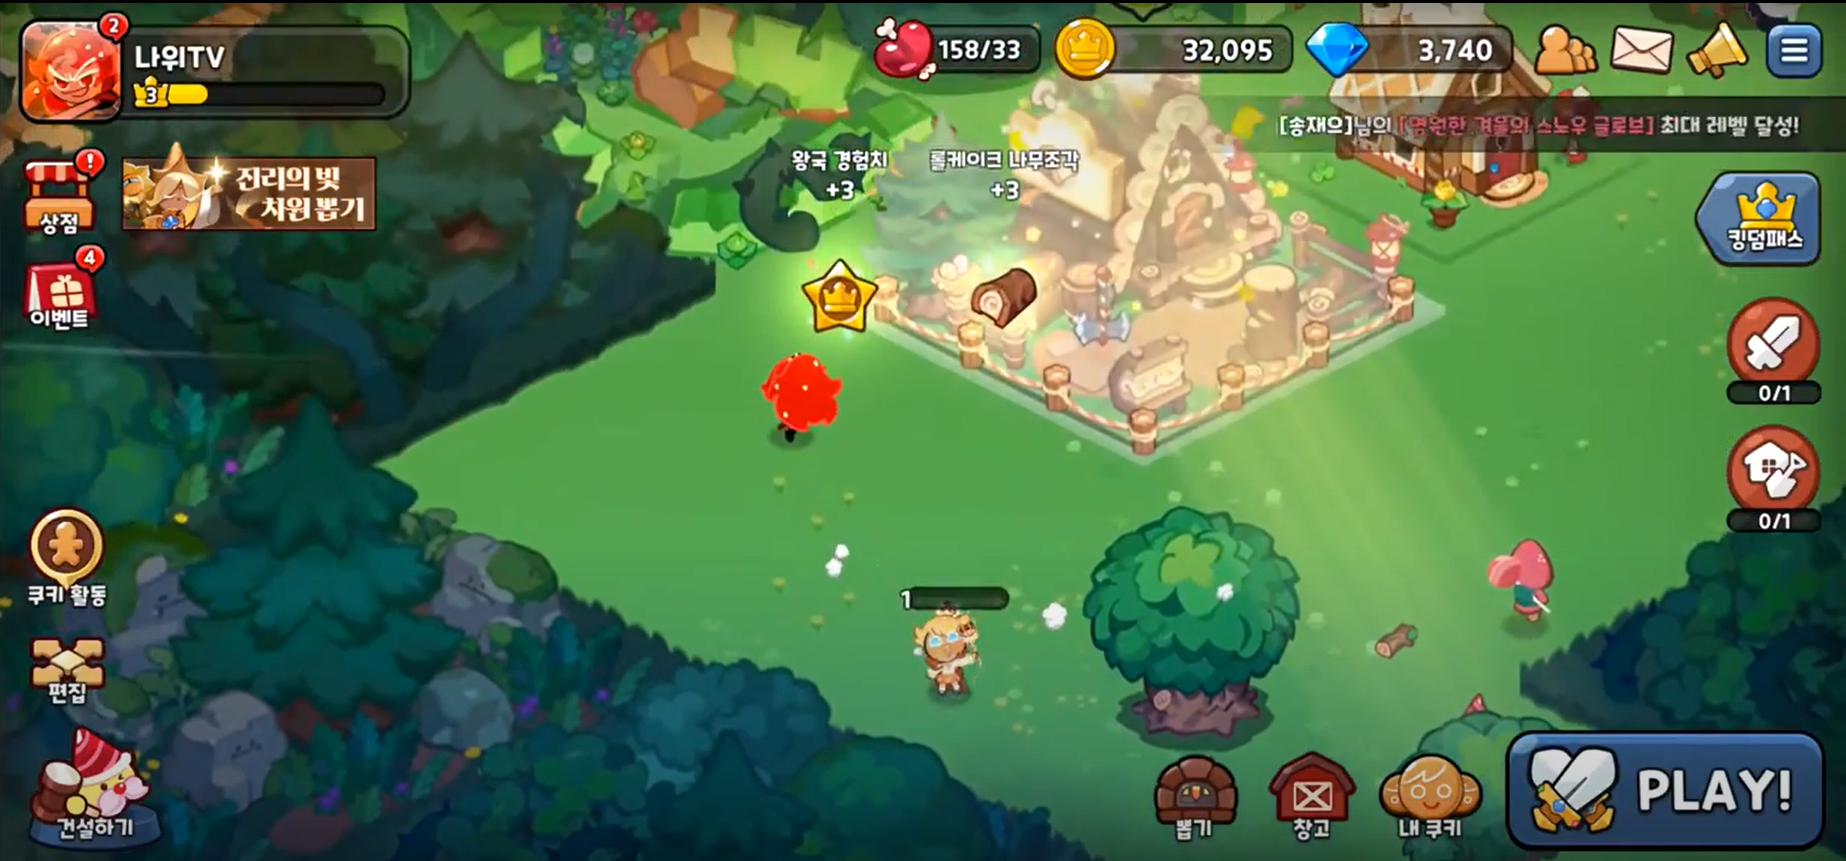 2
나위TV
3
158/33
32,095
3,740
[송재으]님의 [영원한 겨울의 스노우 글로브] 최대 레벨 달성!
!
상점
진리의 빛
차원 뽑기
왕국 경험치
+3
롤케이크 나무조각
+3
킹덤패스
4
이벤트
0/1
0/1
쿠키 활동
1
편집
건설하기
뽑기
창고
내 쿠키
PLAY!